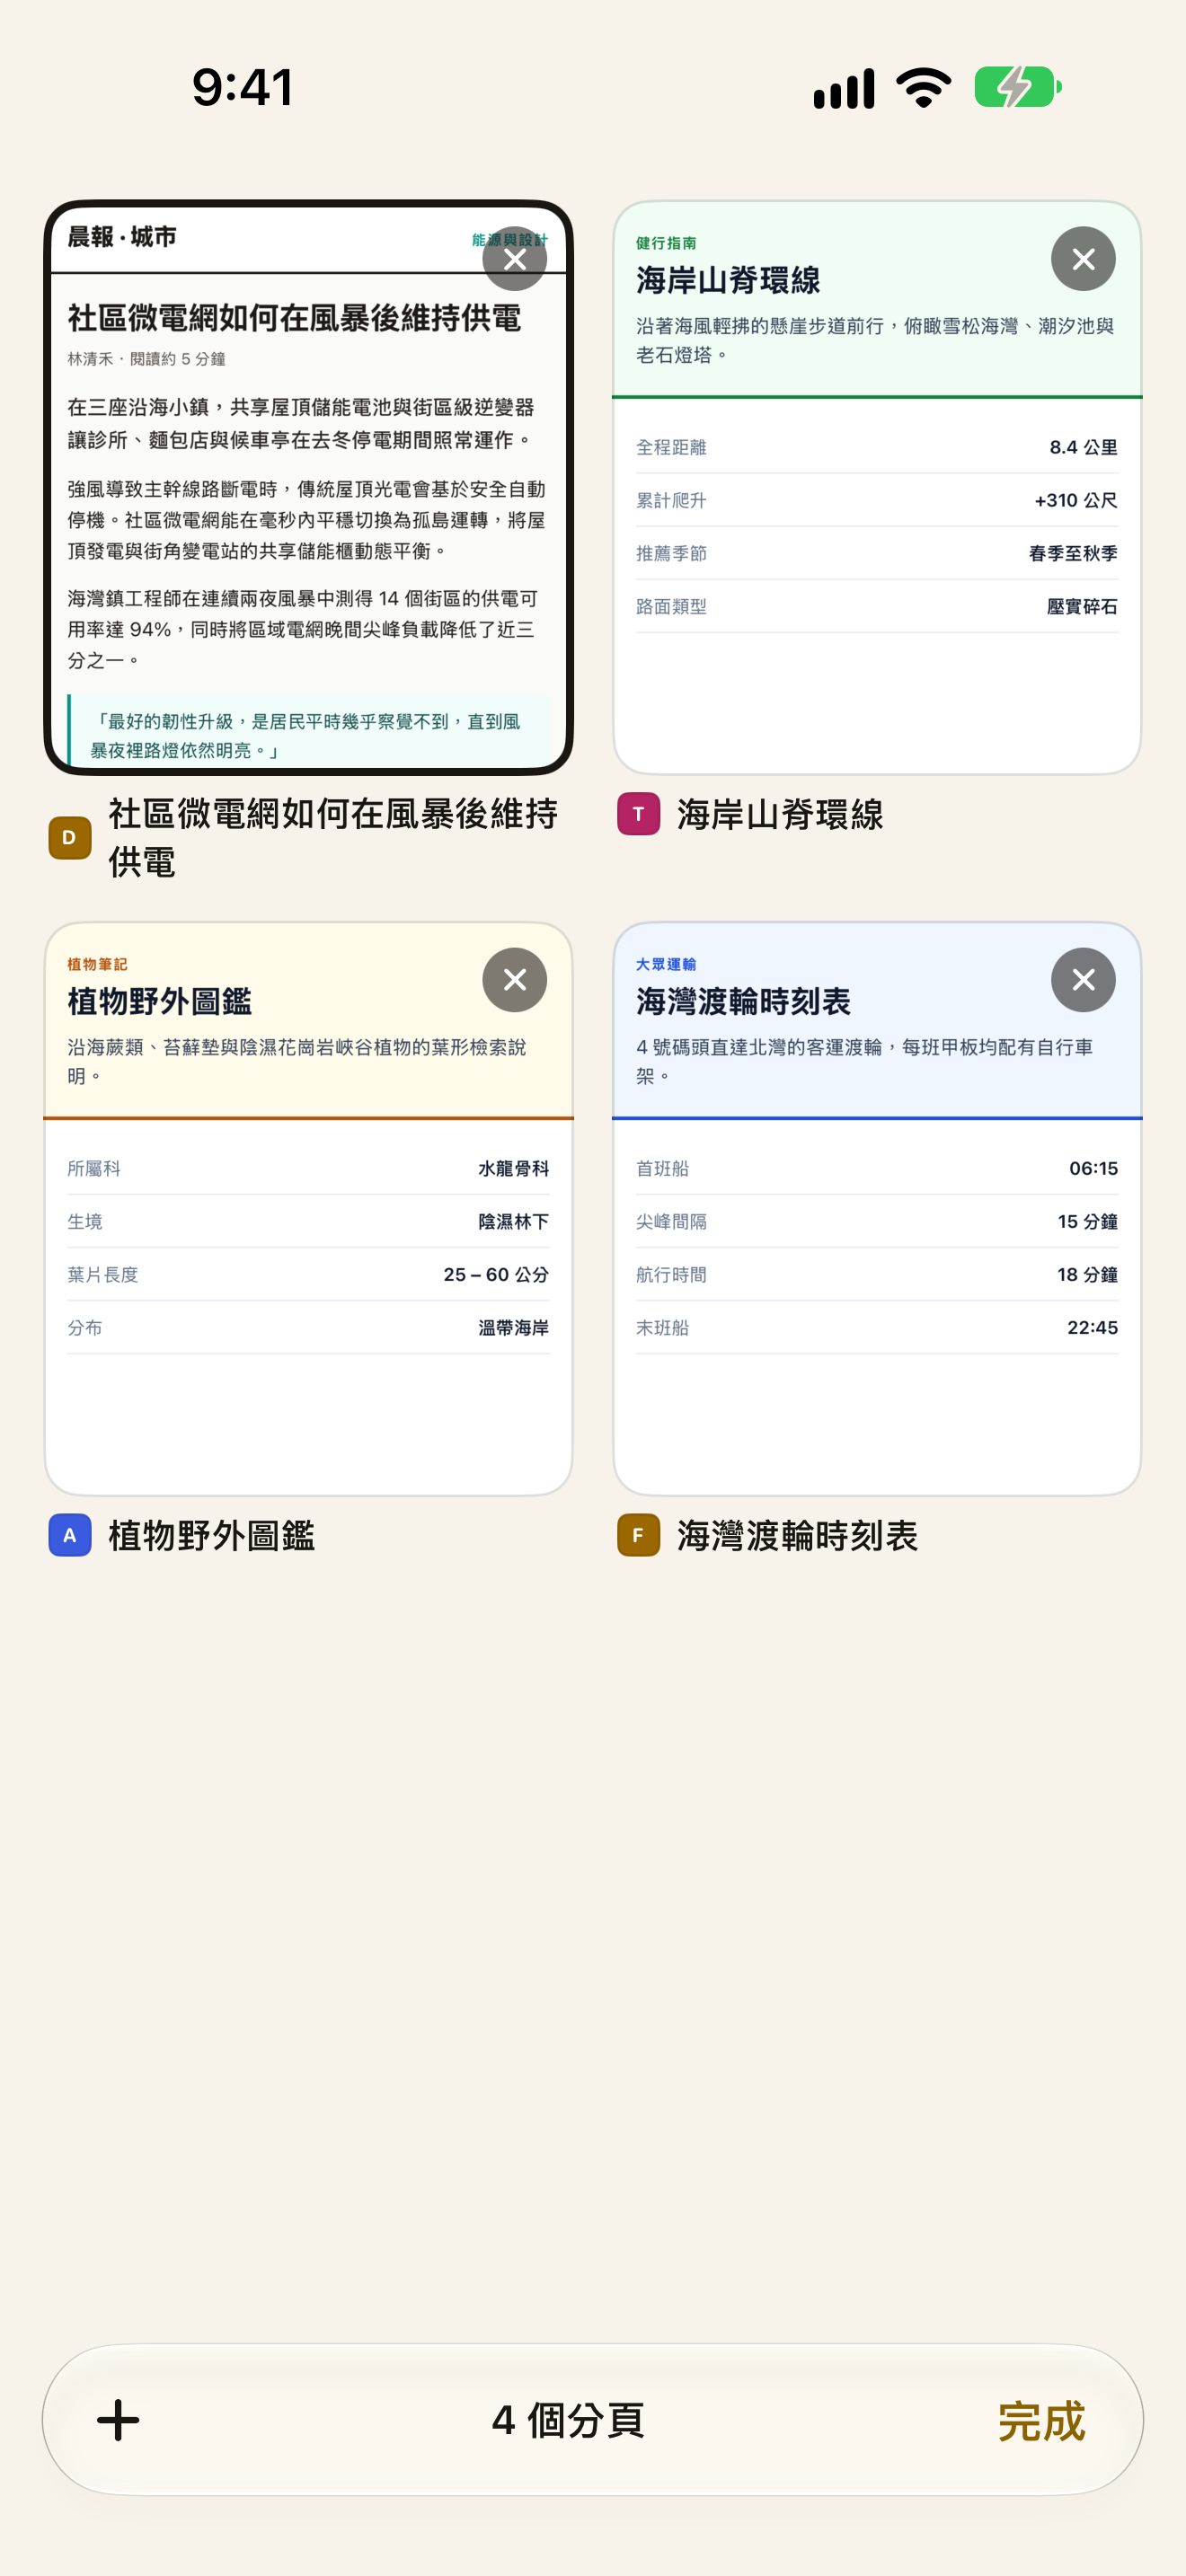 9:41
晨報·城市
能源與設計
社區微電網如何在風暴後維持供電
林清禾·閱讀約 5 分鐘
在三座沿海小鎮，共享屋頂儲能電池與街區級逆變器
讓診所、麵包店與候車亭在去冬停電期間照常運作。
強風導致主幹線路斷電時，傳統屋頂光電會基於安全自動
停機。社區微電網能在毫秒內平穩切換為孤島運轉，將屋
頂發電與街角變電站的共享儲能櫃動態平衡。
海灣鎮工程師在連續兩夜風暴中測得 14 個街區的供電可
用率達 94%，同時將區域電網晚間尖峰負載降低了近三
分之一。
「最好的韌性升級，是居民平時幾乎察覺不到，直到風
暴夜裡路燈依然明亮。」
D
社區微電網如何在風暴後維持
供電
健行指南
海岸山脊環線
沿著海風輕拂的懸崖步道前行，俯瞰雪松海灣、潮汐池與
老石燈塔。
全程距離 8.4 公里
累計爬升 +310 公尺
推薦季節 春季至秋季
路面類型 壓實碎石
T
海岸山脊環線
植物筆記
植物野外圖鑑
沿海蕨類、苔蘚墊與陰濕花崗岩峽谷植物的葉形檢索說
明。
所屬科 水龍骨科
生境 陰濕林下
葉片長度 25 – 60 公分
分布 溫帶海岸
A
植物野外圖鑑
大眾運輸
海灣渡輪時刻表
4 號碼頭直達北灣的客運渡輪，每班甲板均配有自行車
架。
首班船 06:15
尖峰間隔 15 分鐘
航行時間 18 分鐘
末班船 22:45
F
海灣渡輪時刻表
4 個分頁
完成